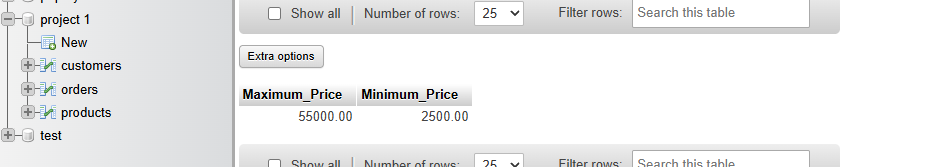 project 1
New
customers
orders
products
test
Show all Number of rows: 25 Filter rows: Search this table
Extra options
Maximum_Price Minimum_Price
55000.00 2500.00
Show all Number of rows: 25 Filter rows: Search this table